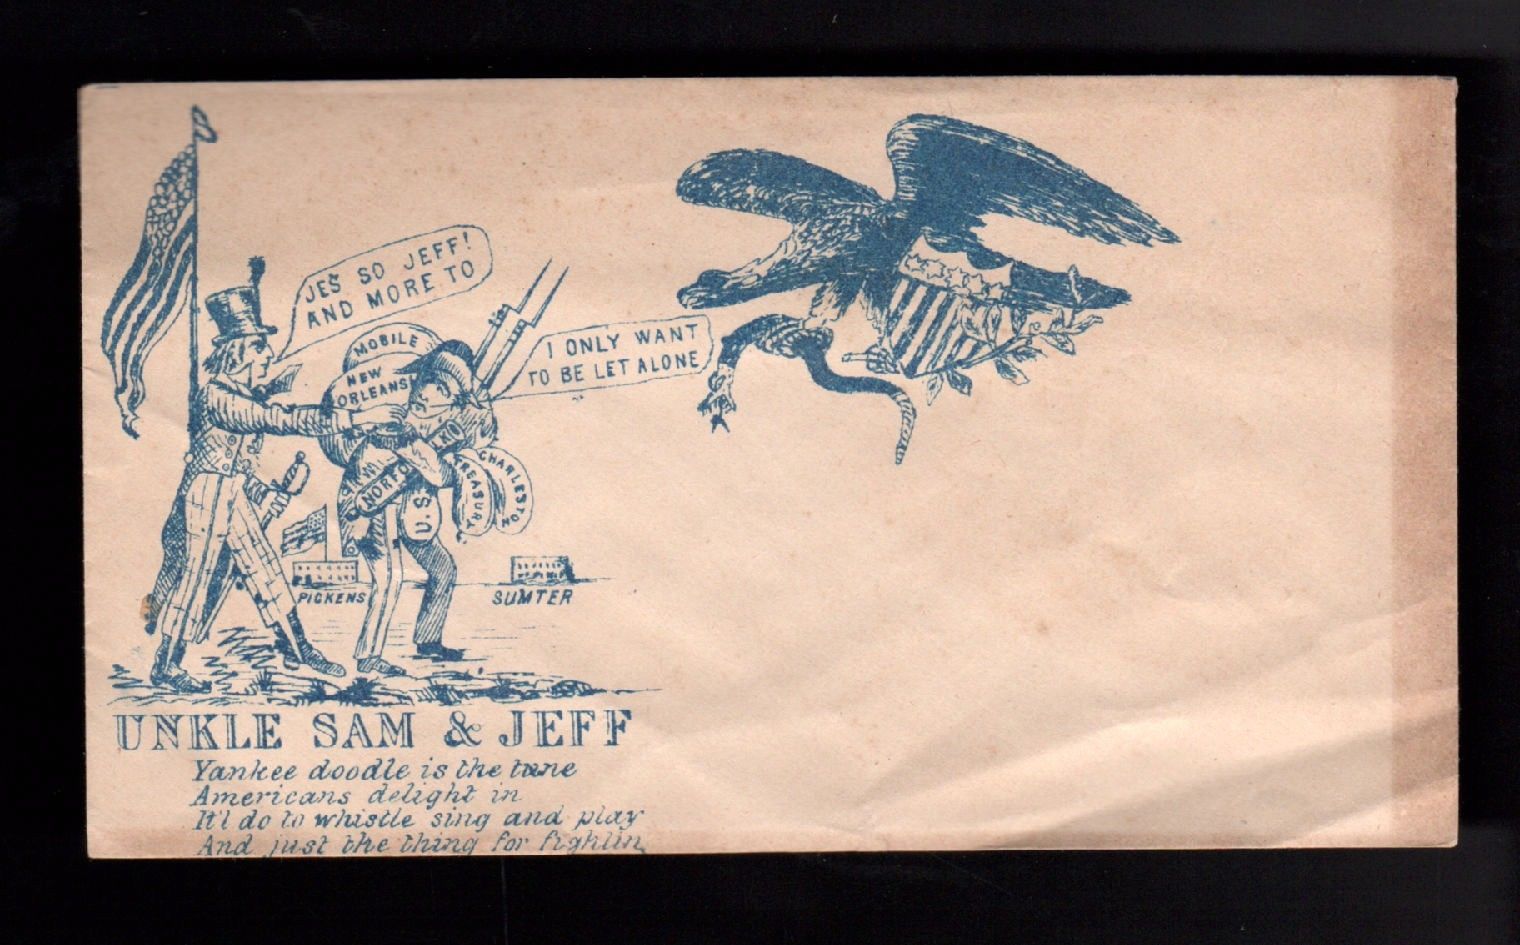 JES SO JEFF!
AND MORE TO
I ONLY WANT
TO BE LET ALONE
MOBILE
NEW
ORLEANS
NORFOLK
CHARLESTON
TREASURY
U.S
PICKENS
SUMTER
UNKLE SAM & JEFF
Yankee doodle is the tune
Americans delight in
It'l do to whistle sing and play
And just the thing for fightin